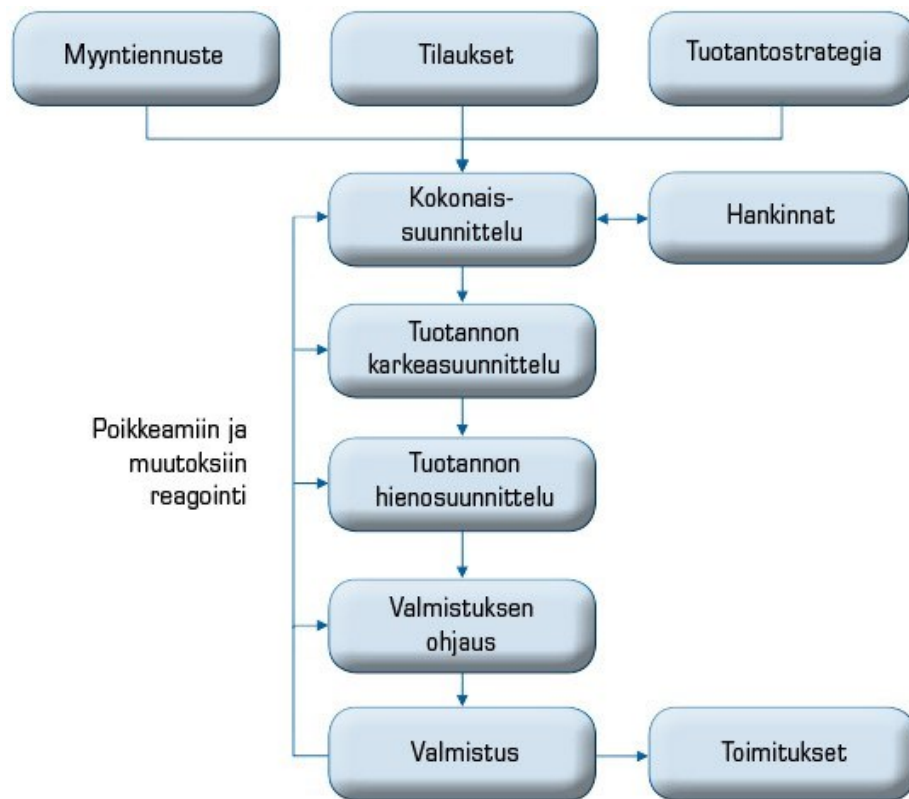 Myyntiennuste
Tilaukset
Tuotantostrategia
Kokonais-
suunnittelu
Hankinnat
Tuotannon
karkeasuunnittelu
Poikkeamiin ja
muutoksiin
reagointi
Tuotannon
hienosuunnittelu
Valmistuksen
ohjaus
Valmistus
Toimitukset